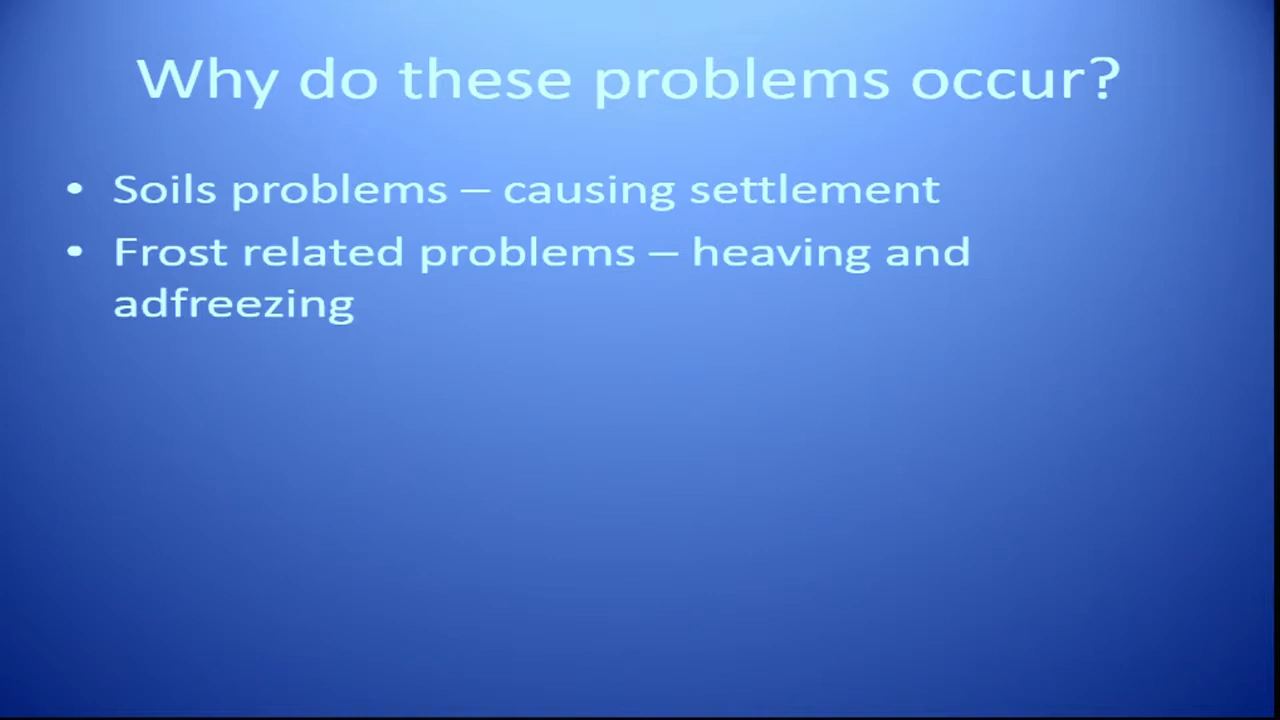 Why do these problems occur?
• Soils problems – causing settlement
• Frost related problems – heaving and
adfreezing